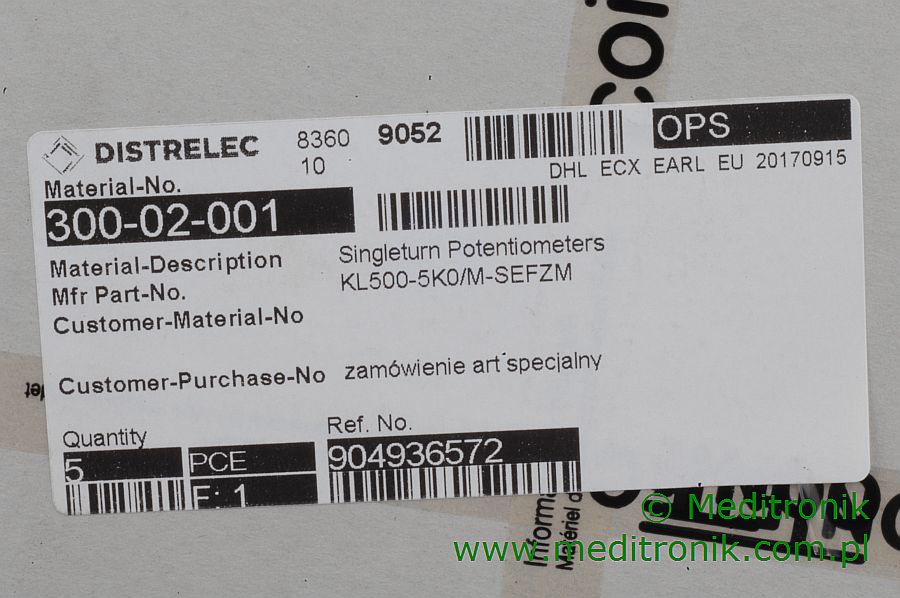 DISTRELEC
8360 9052
10
OPS
DHL ECX EARL EU 20170915
Material-No.
300-02-001
Material-Description Singleturn Potentiometers
Mfr Part-No. KL500-5K0/M-SEFZM
Customer-Material-No
Customer-Purchase-No zamówienie art specjalny
Quantity
5 PCE
Ref. No.
904936572
© Meditronik
www.meditronik.com.pl